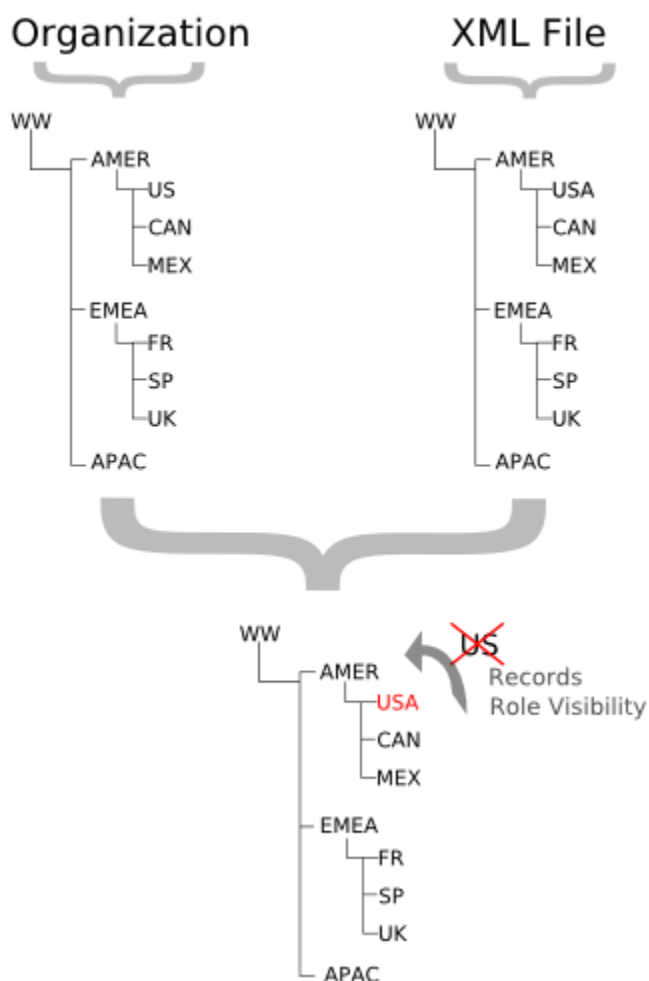 Organization
WW
AMER
US
CAN
MEX
EMEA
FR
SP
UK
APAC
XML File
WW
AMER
USA
CAN
MEX
EMEA
FR
SP
UK
APAC
WW
AMER
USA
CAN
MEX
EMEA
FR
SP
UK
APAC
US
Records
Role Visibility